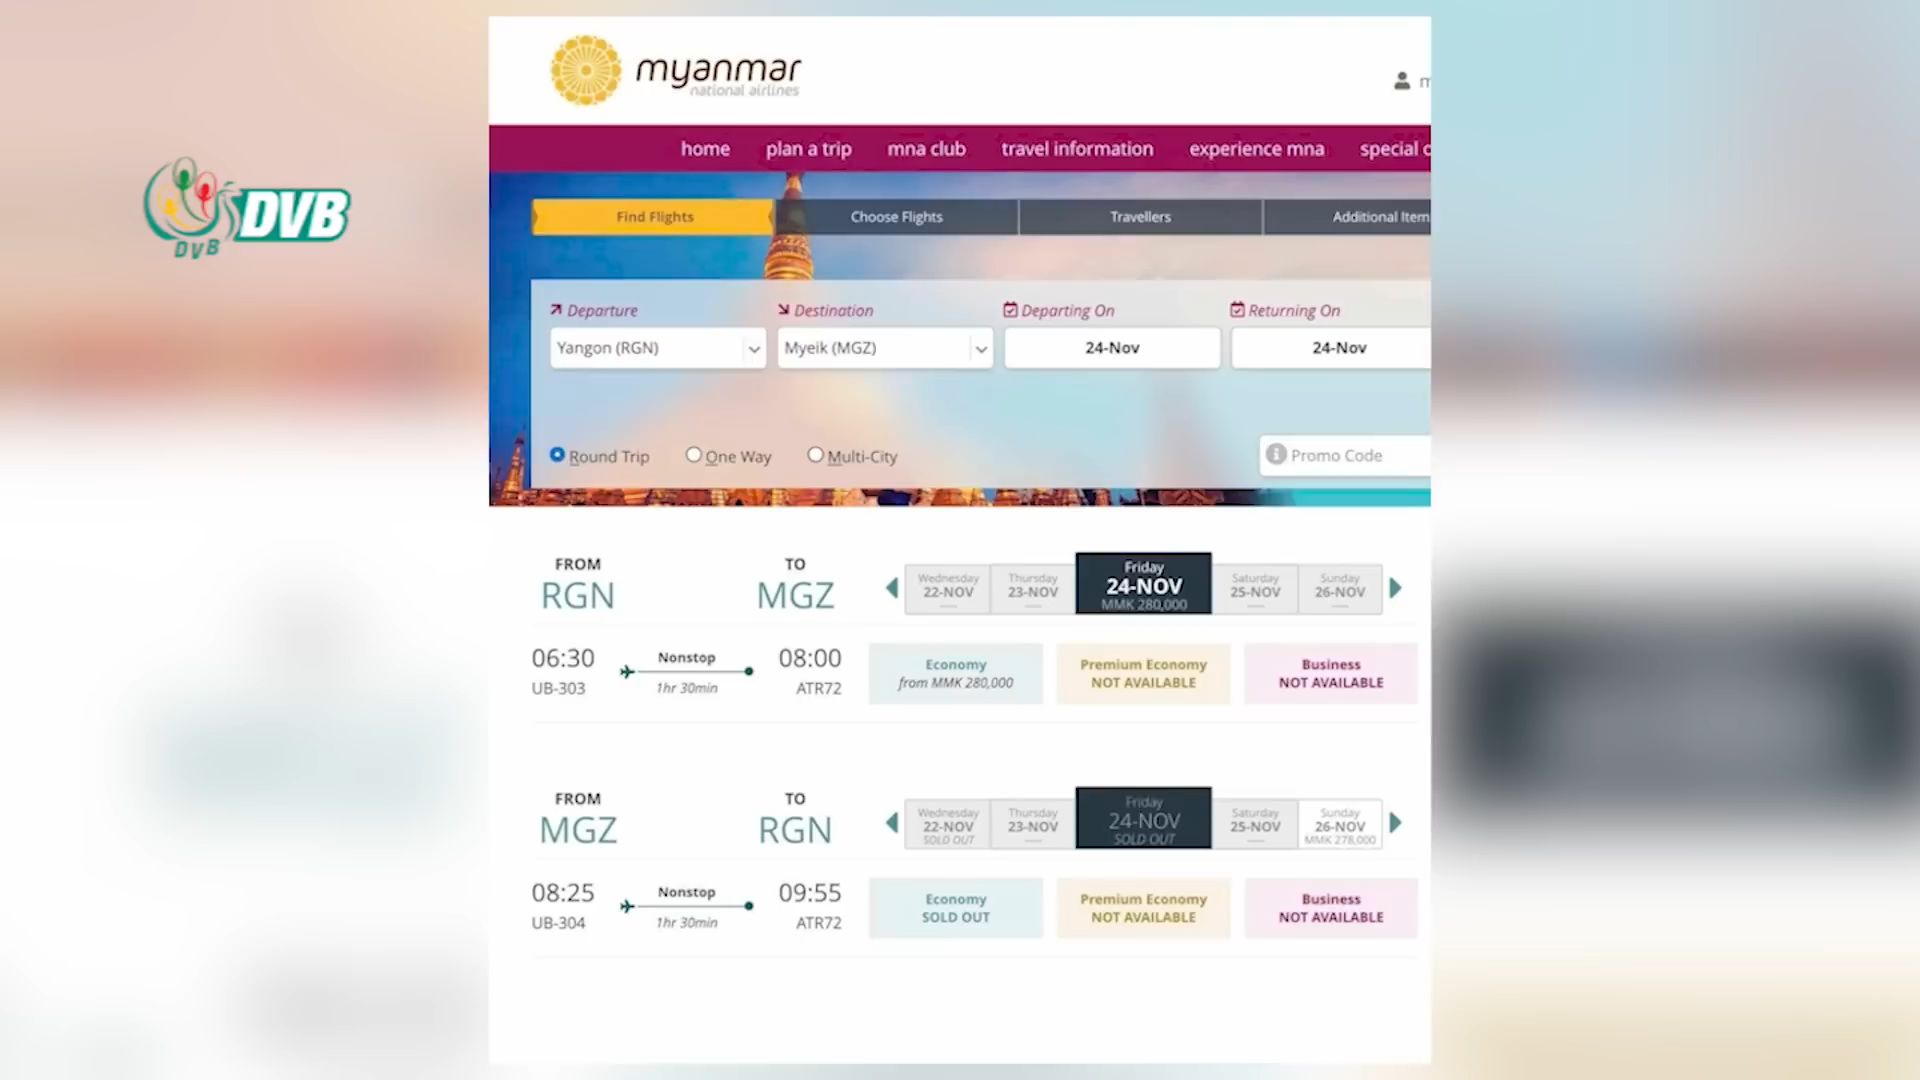 myanmar
national airlines
home plan a trip mna club travel information experience mna special
DVB
DVB
Find Flights Choose Flights Travellers Additional Item
Departure Destination Departing On Returning On
Yangon (RGN) Myeik (MGZ) 24-Nov 24-Nov
Round Trip One Way Multi-City Promo Code
FROM TO
RGN MGZ
Wednesday Thursday Friday Saturday Sunday
22-NOV 23-NOV 24-NOV 25-NOV 26-NOV
MMK 280,000
06:30 Nonstop 08:00
UB-303 1hr 30min ATR72
Economy Premium Economy Business
from MMK 280,000 NOT AVAILABLE NOT AVAILABLE
FROM TO
MGZ RGN
Wednesday Thursday Friday Saturday Sunday
22-NOV 23-NOV 24-NOV 25-NOV 26-NOV
SOLD OUT SOLD OUT MMK 278,000
08:25 Nonstop 09:55
UB-304 1hr 30min ATR72
Economy Premium Economy Business
SOLD OUT NOT AVAILABLE NOT AVAILABLE